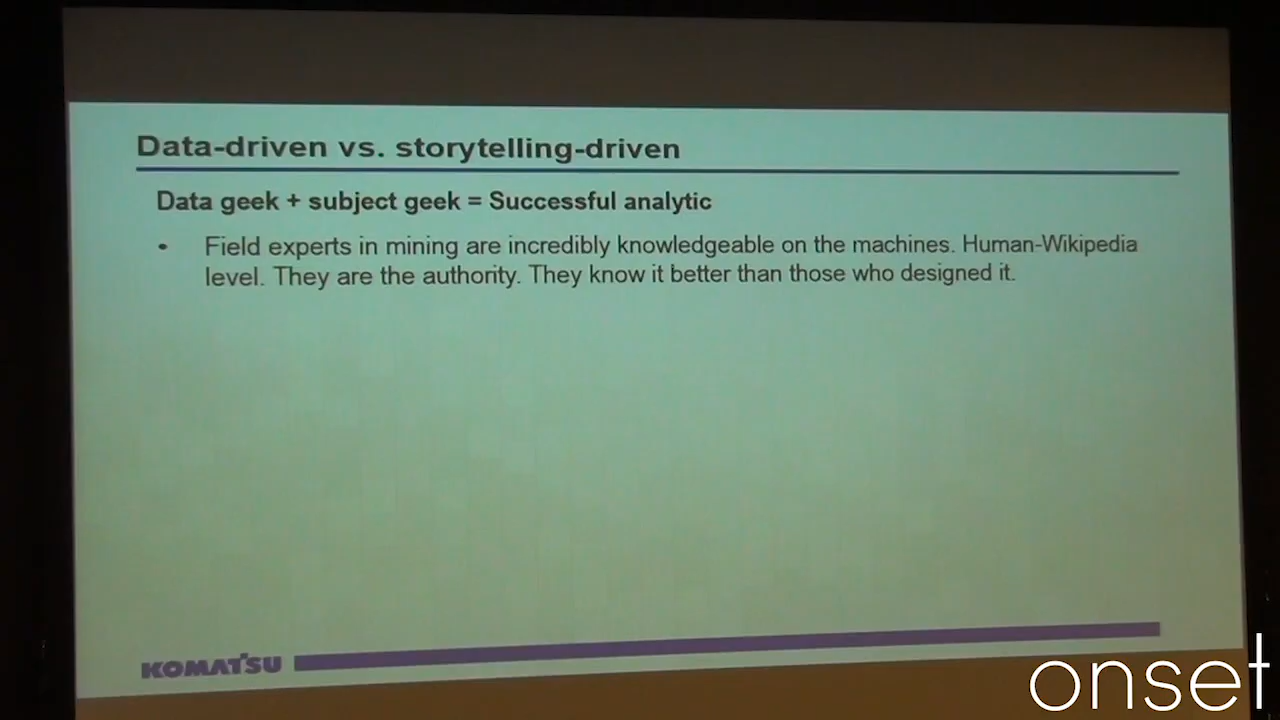 Data-driven vs. storytelling-driven
Data geek + subject geek = Successful analytic
• Field experts in mining are incredibly knowledgeable on the machines. Human-Wikipedia
level. They are the authority. They know it better than those who designed it.
KOMATSU
onset